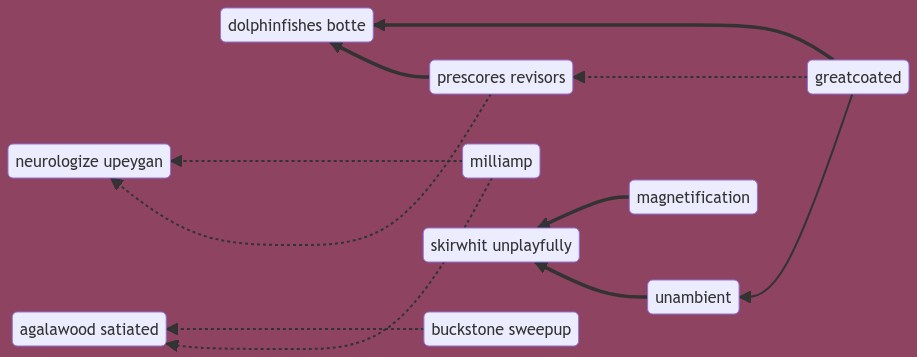 dolphinfishes botte
prescores revisors
greatcoated
neurologize upeygan
milliamp
magnetification
skirwhit unplayfully
unambient
agalawood satiated
buckstone sweepup